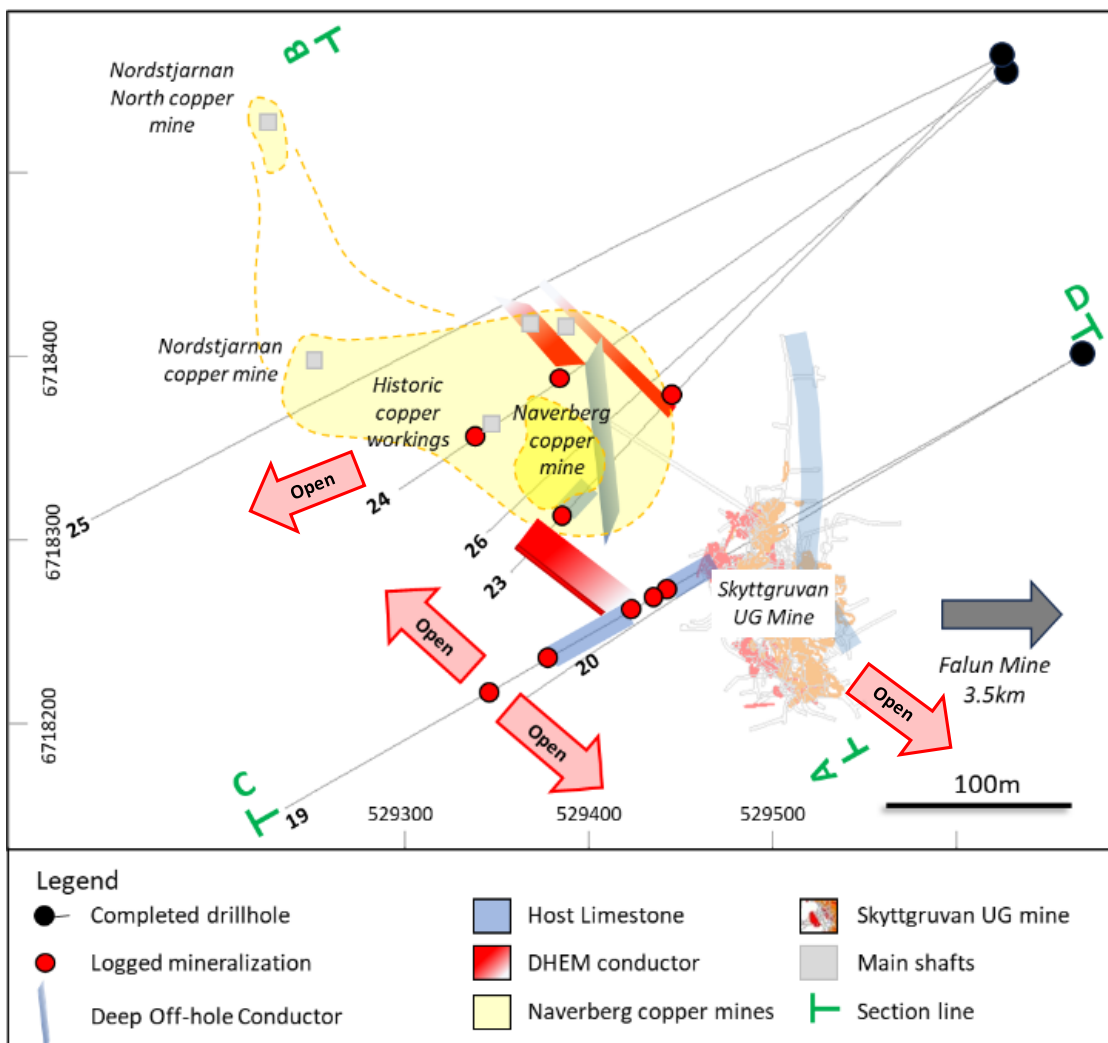 B
Nordstjarnan
North copper
mine
D
6718400
Nordstjarnan
copper mine
Historic
copper
workings
Naverberg
copper
mine
Open
24
25
6718300
26
23
Skyttgruvan
UG Mine
Open
20
Falun Mine
3.5km
Open
Open
6718200
A
C
19
100m
529300
529400
529500
Legend
Completed drillhole
Host Limestone
Skyttgruvan UG mine
Logged mineralization
DHEM conductor
Main shafts
Deep Off-hole Conductor
Naverberg copper mines
Section line